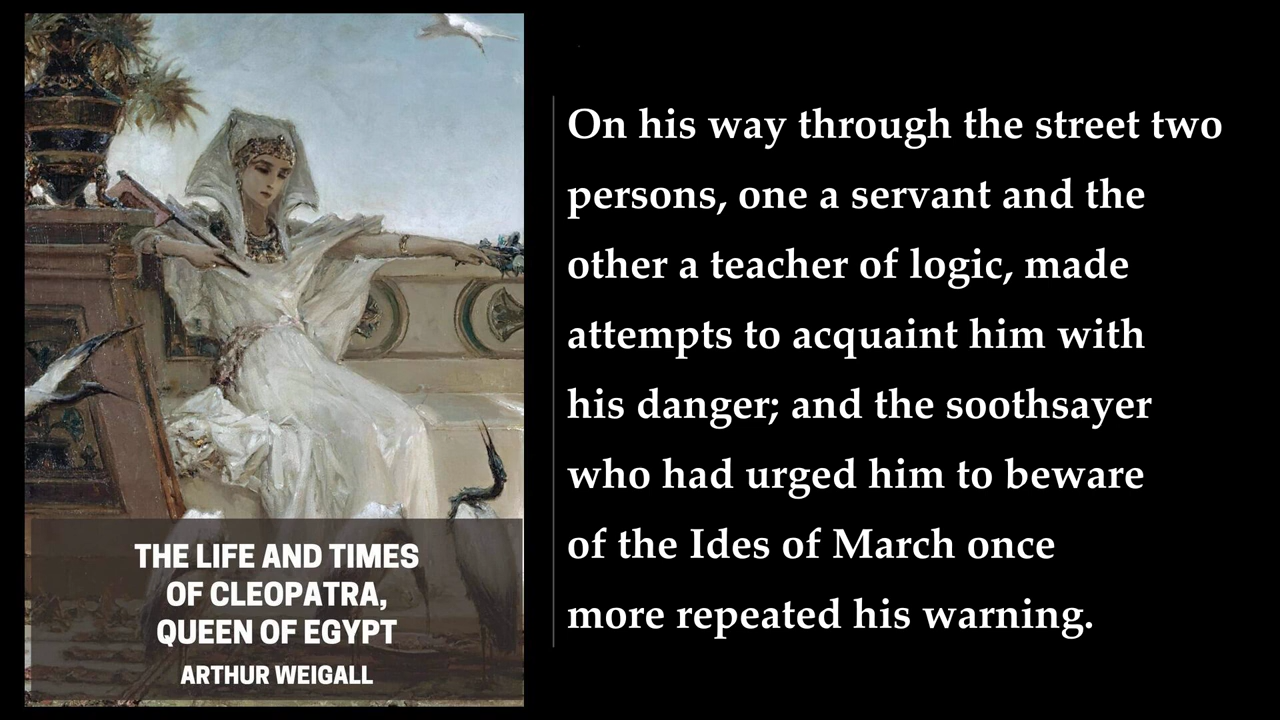 THE LIFE AND TIMES
OF CLEOPATRA,
QUEEN OF EGYPT
ARTHUR WEIGALL
On his way through the street two
persons, one a servant and the
other a teacher of logic, made
attempts to acquaint him with
his danger; and the soothsayer
who had urged him to beware
of the Ides of March once
more repeated his warning.